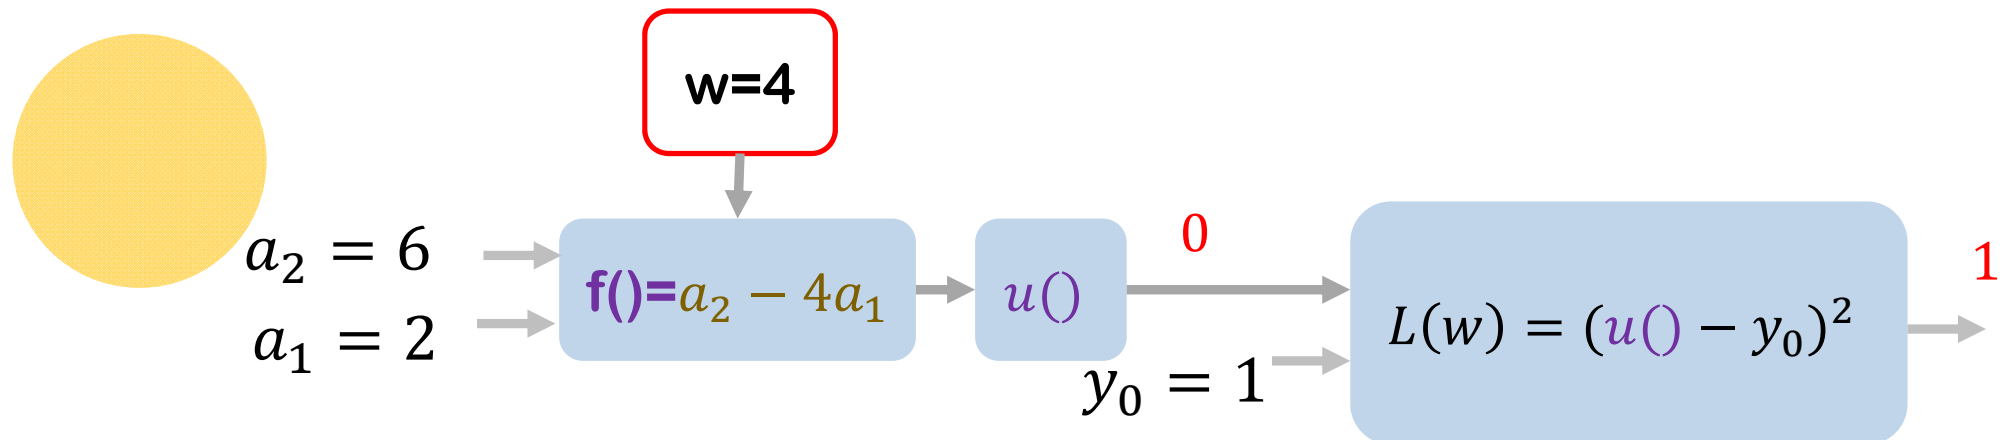 w=4
a₂ = 6
a₁ = 2
f()=a₂ − 4a₁
u()
0
y₀ = 1
L(w) = (u() − y₀)²
1